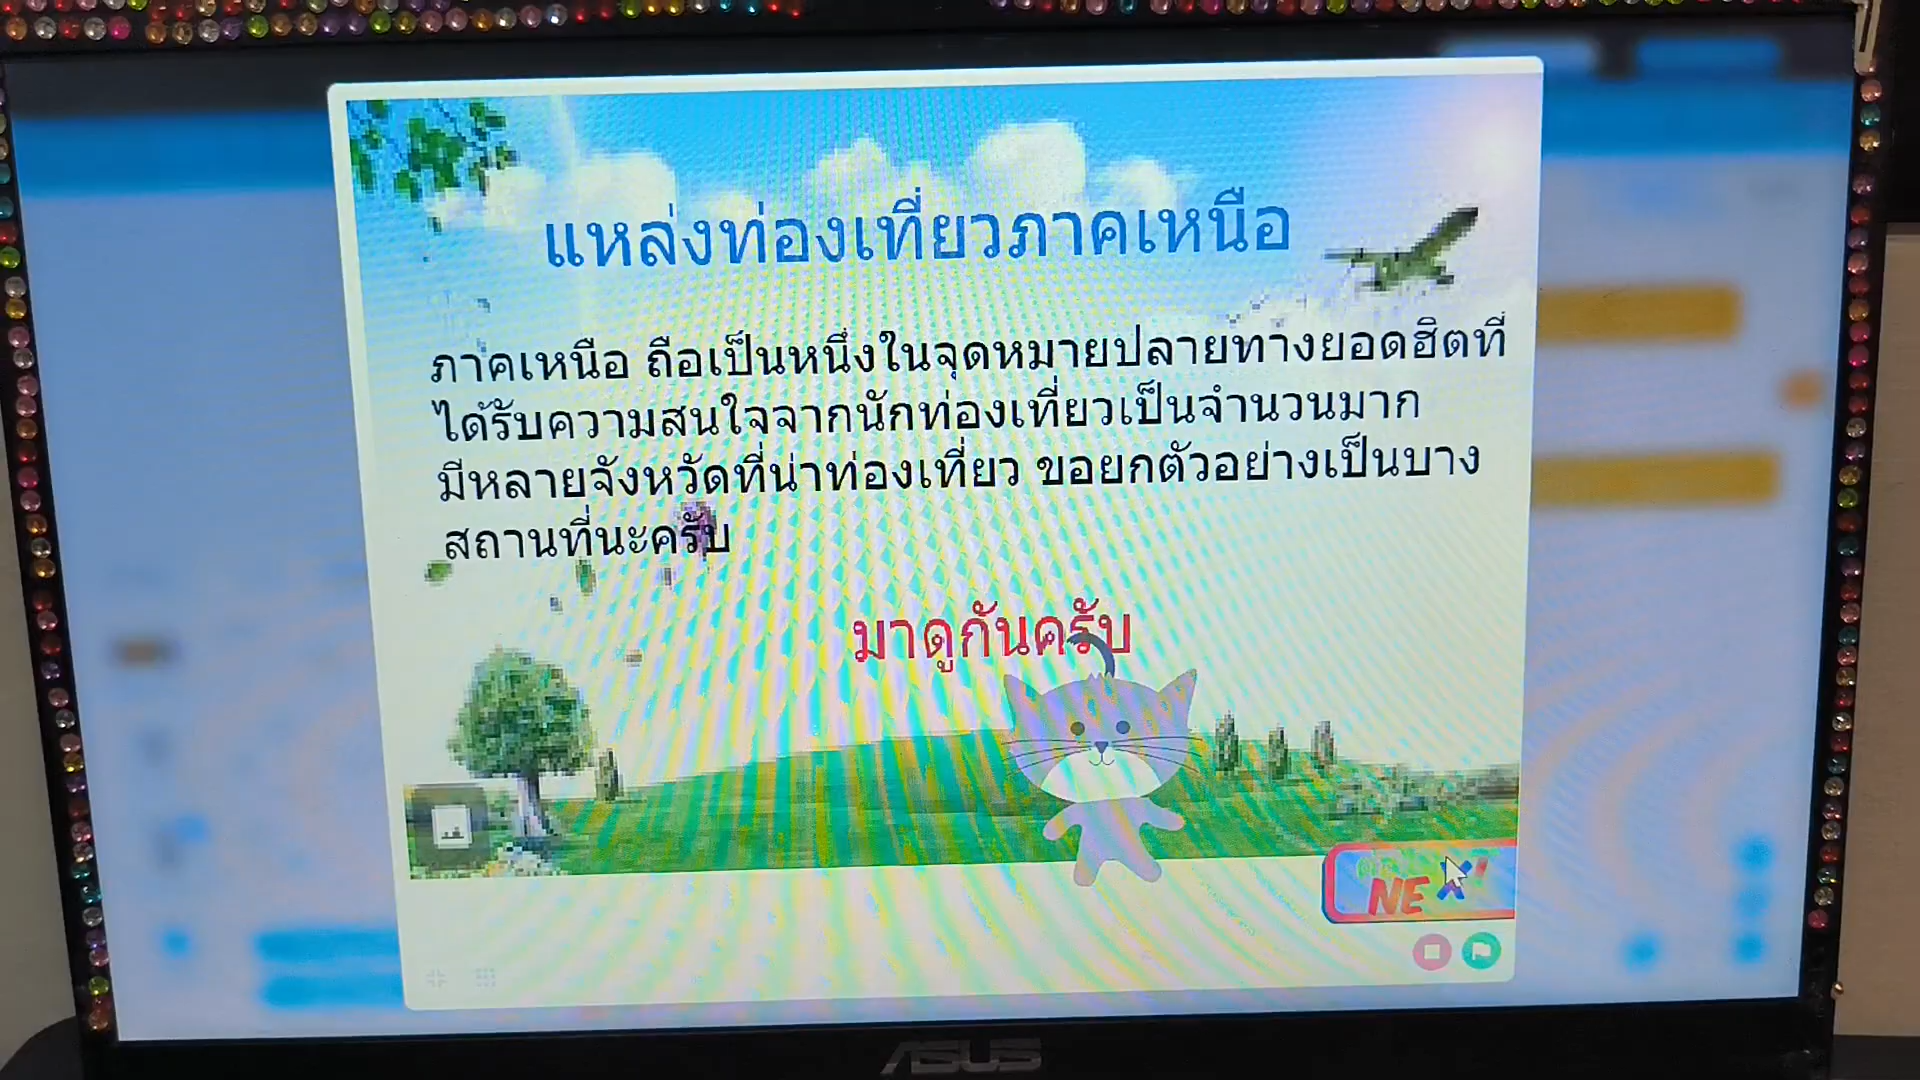 แหล่งท่องเที่ยวภาคเหนือ
ภาคเหนือ ถือเป็นหนึ่งในจุดหมายปลายทางยอดฮิตที่
ได้รับความสนใจจากนักท่องเที่ยวเป็นจำนวนมาก
มีหลายจังหวัดที่น่าท่องเที่ยว ขอยกตัวอย่างเป็นบาง
สถานที่นะครับ
มาดูกันครับ
ASUS